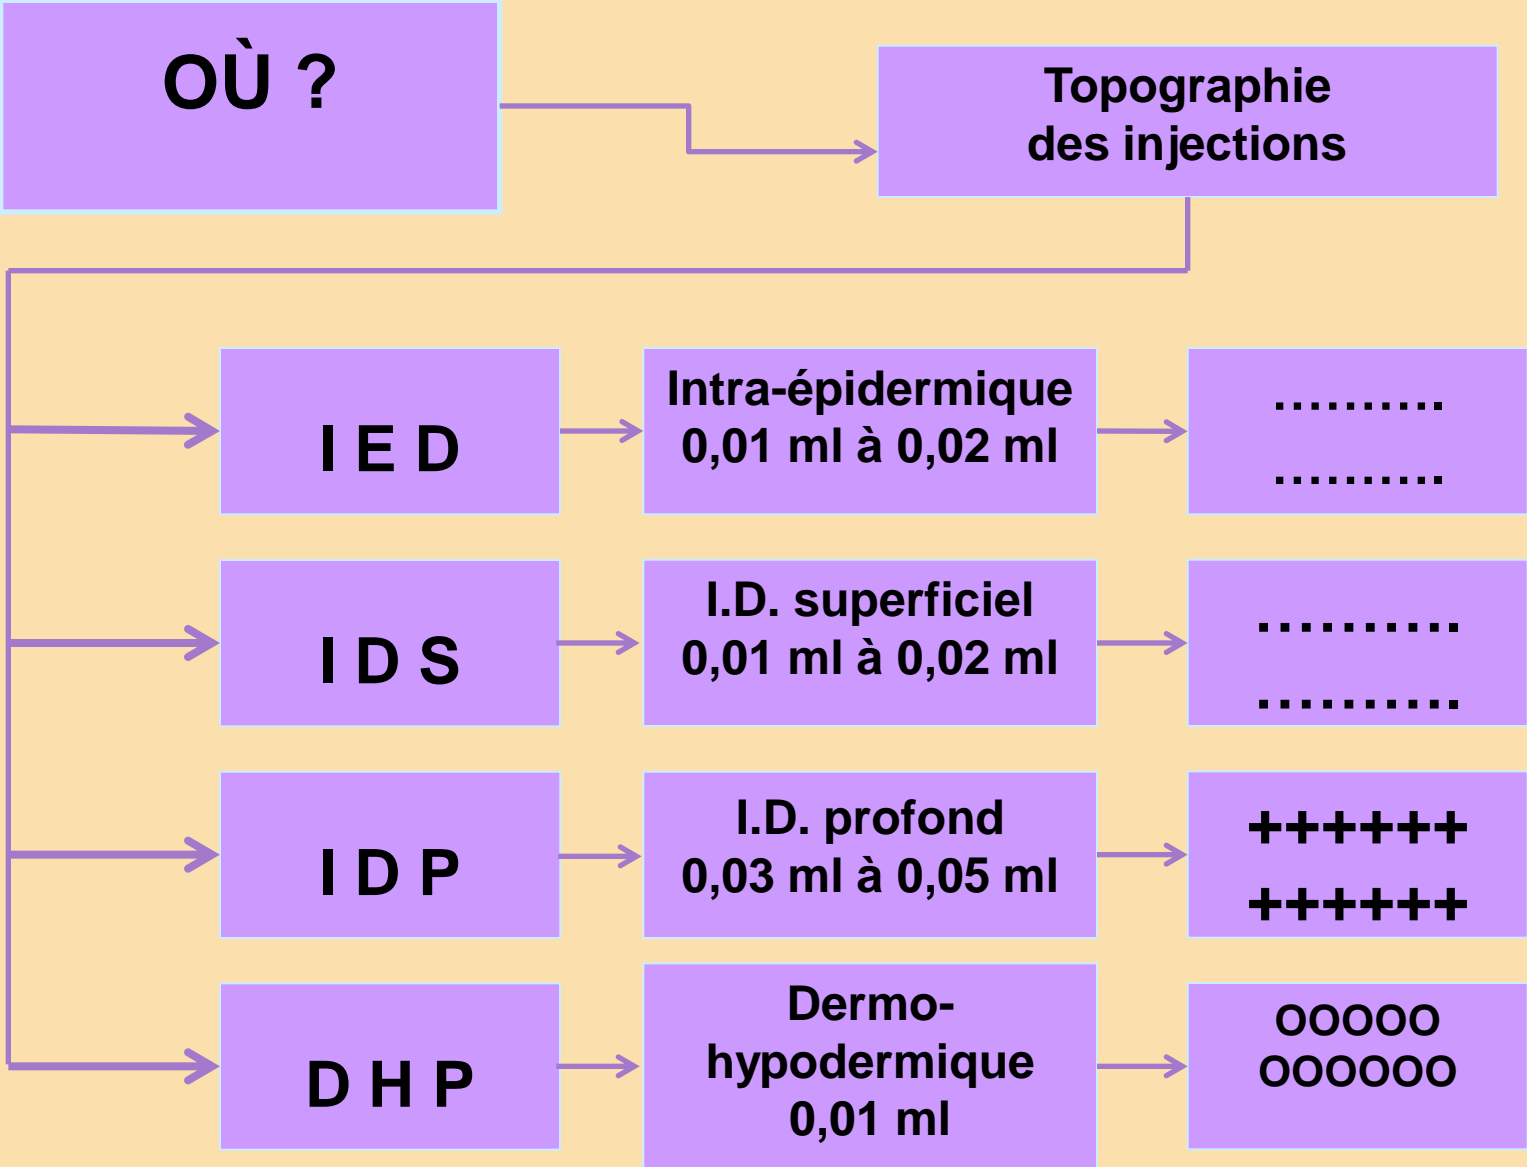 OÙ ?
Topographie
des injections
I E D
Intra-épidermique
0,01 ml à 0,02 ml
..........
..........
I D S
I.D. superficiel
0,01 ml à 0,02 ml
..........
..........
I D P
I.D. profond
0,03 ml à 0,05 ml
++++++
++++++
D H P
Dermo-
hypodermique
0,01 ml
OOOOO
OOOOOO